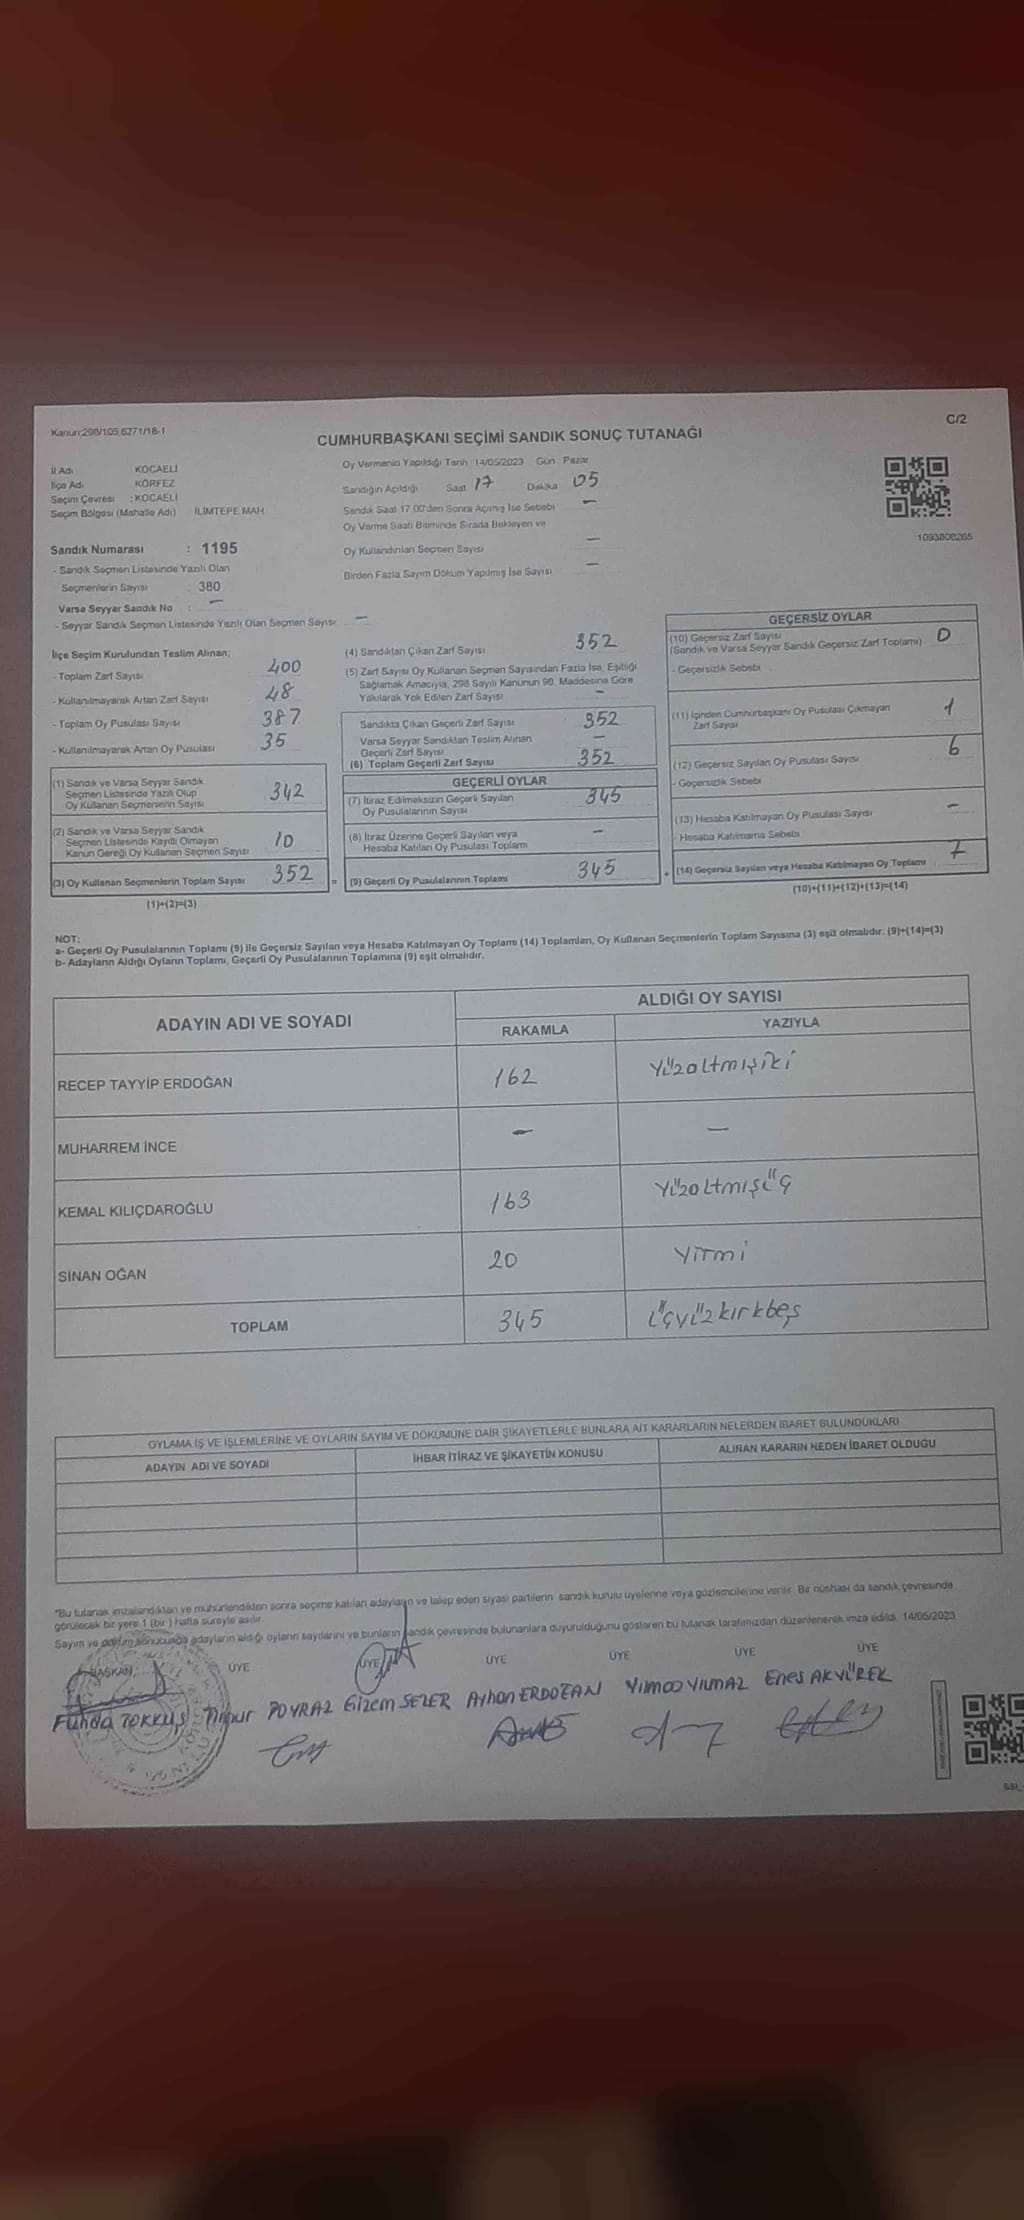 Kanun:298/105,6271/18-1
C/2
CUMHURBAŞKANI SEÇİMİ SANDIK SONUÇ TUTANAĞI
İl Adı KOCAELİ
İlçe Adı KÖRFEZ
Seçim Çevresi : KOCAELİ
Seçim Bölgesi (Mahalle Adı) İLİMTEPE MAH.
Oy Vermenin Yapıldığı Tarih : 14/05/2023 Gün : Pazar
Sandığın Açıldığı Saat 17 Dakika 05
Sandık Saat 17:00'den Sonra Açılmış İse Sebebi —
Oy Verme Saati Bitiminde Sırada Bekleyen ve
Oy Kullandırılan Seçmen Sayısı —
Birden Fazla Sayım Döküm Yapılmış İse Sayısı —
1093800265
Sandık Numarası : 1195
- Sandık Seçmen Listesinde Yazılı Olan
Seçmenlerin Sayısı : 380
Varsa Seyyar Sandık No : —
- Seyyar Sandık Seçmen Listesinde Yazılı Olan Seçmen Sayısı : —
İlçe Seçim Kurulundan Teslim Alınan;
- Toplam Zarf Sayısı 400
- Kullanılmayarak Artan Zarf Sayısı 48
- Toplam Oy Pusulası Sayısı 387
- Kullanılmayarak Artan Oy Pusulası 35
(1) Sandık ve Varsa Seyyar Sandık
Seçmen Listesinde Yazılı Olup
Oy Kullanan Seçmenlerin Sayısı 342
(2) Sandık ve Varsa Seyyar Sandık
Seçmen Listesinde Kayıtlı Olmayan
Kanun Gereği Oy Kullanan Seçmen Sayısı 10
(3) Oy Kullanan Seçmenlerin Toplam Sayısı 352
(1)+(2)=(3)
(4) Sandıktan Çıkan Zarf Sayısı 352
(5) Zarf Sayısı Oy Kullanan Seçmen Sayısından Fazla İse, Eşitliği
Sağlamak Amacıyla, 298 Sayılı Kanunun 98. Maddesine Göre
Yakılarak Yok Edilen Zarf Sayısı —
Sandıkta Çıkan Geçerli Zarf Sayısı 352
Varsa Seyyar Sandıktan Teslim Alınan
Geçerli Zarf Sayısı —
(6) Toplam Geçerli Zarf Sayısı 352
GEÇERLİ OYLAR
(7) İtiraz Edilmeksizin Geçerli Sayılan
Oy Pusulalarının Sayısı 345
(8) İtiraz Üzerine Geçerli Sayılan veya
Hesaba Katılan Oy Pusulası Toplamı —
= (9) Geçerli Oy Pusulalarının Toplamı 345
GEÇERSİZ OYLAR
(10) Geçersiz Zarf Sayısı
(Sandık ve Varsa Seyyar Sandık Geçersiz Zarf Toplamı) 0
- Geçersizlik Sebebi
(11) İçinden Cumhurbaşkanı Oy Pusulası Çıkmayan
Zarf Sayısı 1
(12) Geçersiz Sayılan Oy Pusulası Sayısı 6
- Geçersizlik Sebebi
(13) Hesaba Katılmayan Oy Pusulası Sayısı —
- Hesaba Katılmama Sebebi
+ (14) Geçersiz Sayılan veya Hesaba Katılmayan Oy Toplamı 7
(10)+(11)+(12)+(13)=(14)
NOT:
a- Geçerli Oy Pusulalarının Toplamı (9) ile Geçersiz Sayılan veya Hesaba Katılmayan Oy Toplamı (14) Toplamları, Oy Kullanan Seçmenlerin Toplam Sayısına (3) eşit olmalıdır. (9)+(14)=(3)
b- Adayların Aldığı Oyların Toplamı, Geçerli Oy Pusulalarının Toplamına (9) eşit olmalıdır.
ADAYIN ADI VE SOYADI
ALDIĞI OY SAYISI
RAKAMLA YAZIYLA
RECEP TAYYİP ERDOĞAN 162 Yüzaltmışiki
MUHARREM İNCE — —
KEMAL KILIÇDAROĞLU 163 Yüzaltmışüç
SİNAN OĞAN 20 Yirmi
TOPLAM 345 Üçyüzkırkbeş
OYLAMA İŞ VE İŞLEMLERİNE VE OYLARIN SAYIM VE DÖKÜMÜNE DAİR ŞİKAYETLERLE BUNLARA AİT KARARLARIN NELERDEN İBARET BULUNDUKLARI
ADAYIN ADI VE SOYADI İHBAR İTİRAZ VE ŞİKAYETİN KONUSU ALINAN KARARIN NEDEN İBARET OLDUĞU
*Bu tutanak imzalandıktan ve mühürlendikten sonra seçime katılan adayların ve talep eden siyasi partilerin sandık kurulu üyelerine veya gözlemcilerine verilir. Bir nüshası da sandık çevresinde
görülecek bir yere 1 (bir) hafta süreyle asılır.
Sayım ve döküm sonucunda adayların aldığı oyların sayılarını ve bunların sandık çevresinde bulunanlara duyurulduğunu gösteren bu tutanak tarafımızdan düzenlenerek imza edildi. 14/05/2023
BAŞKAN ÜYE ÜYE ÜYE ÜYE ÜYE ÜYE
Funda TOKKUŞ Timur POYRAZ Gizem SEZER Ayhan ERDOĞAN Yılmaz YILMAZ Enes AKYÜREK